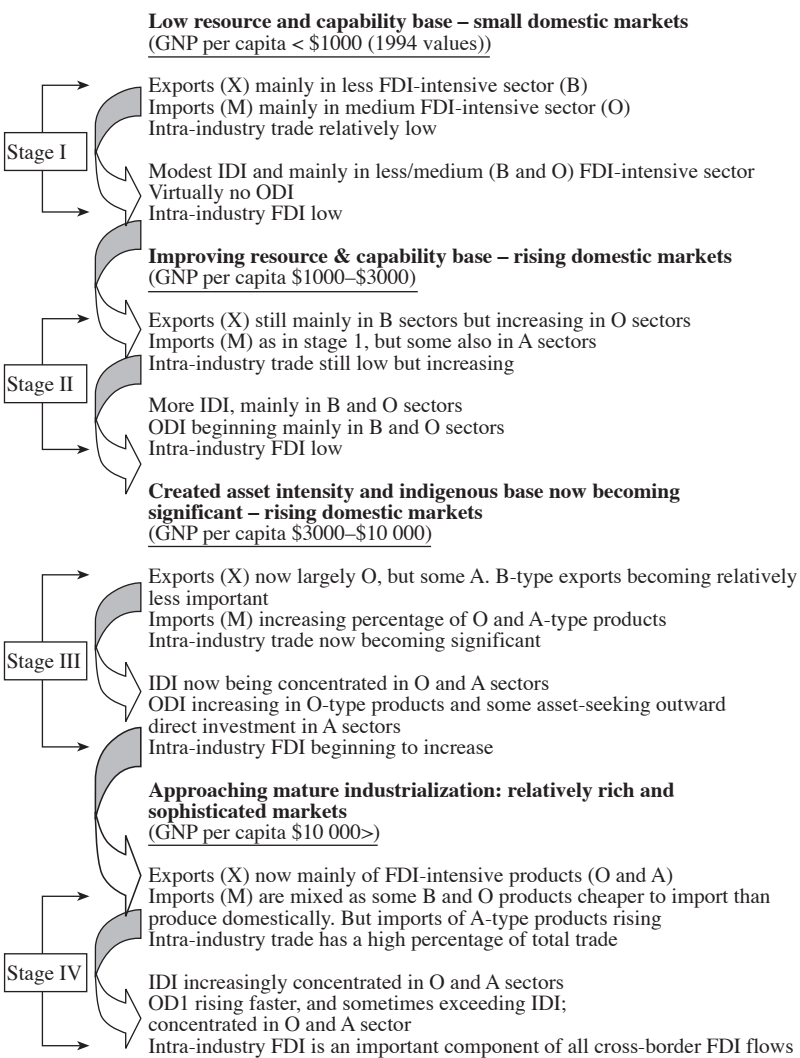 Low resource and capability base – small domestic markets
(GNP per capita < $1000 (1994 values))
Exports (X) mainly in less FDI-intensive sector (B)
Imports (M) mainly in medium FDI-intensive sector (O)
Intra-industry trade relatively low
Stage I
Modest IDI and mainly in less/medium (B and O) FDI-intensive sector
Virtually no ODI
Intra-industry FDI low
Improving resource & capability base – rising domestic markets
(GNP per capita $1000–$3000)
Exports (X) still mainly in B sectors but increasing in O sectors
Imports (M) as in stage 1, but some also in A sectors
Intra-industry trade still low but increasing
Stage II
More IDI, mainly in B and O sectors
ODI beginning mainly in B and O sectors
Intra-industry FDI low
Created asset intensity and indigenous base now becoming
significant – rising domestic markets
(GNP per capita $3000–$10 000)
Exports (X) now largely O, but some A. B-type exports becoming relatively
less important
Imports (M) increasing percentage of O and A-type products
Intra-industry trade now becoming significant
Stage III
IDI now being concentrated in O and A sectors
ODI increasing in O-type products and some asset-seeking outward
direct investment in A sectors
Intra-industry FDI beginning to increase
Approaching mature industrialization: relatively rich and
sophisticated markets
(GNP per capita $10 000>)
Exports (X) now mainly of FDI-intensive products (O and A)
Imports (M) are mixed as some B and O products cheaper to import than
produce domestically. But imports of A-type products rising
Intra-industry trade has a high percentage of total trade
Stage IV
IDI increasingly concentrated in O and A sectors
OD1 rising faster, and sometimes exceeding IDI;
concentrated in O and A sector
Intra-industry FDI is an important component of all cross-border FDI flows